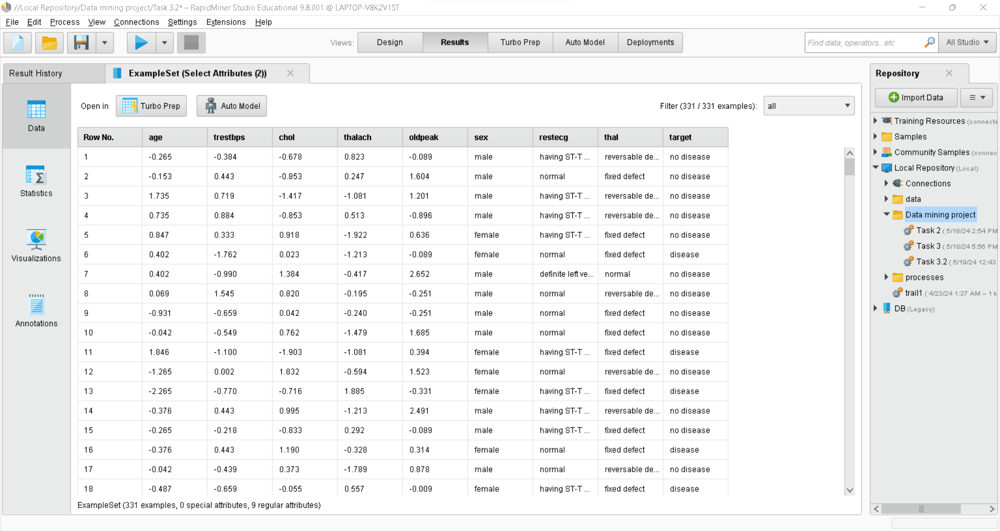 //Local Repository/Data mining project/Task 3.2* – RapidMiner Studio Educational 9.8.001 @ LAPTOP-V8K2V1ST
File Edit Process View Connections Settings Extensions Help
Views: Design Results Turbo Prep Auto Model Deployments Find data, operators...etc All Studio
Result History ExampleSet (Select Attributes (2))
Open in Turbo Prep Auto Model Filter (331 / 331 examples): all
Data
Statistics
Visualizations
Annotations
Row No. age trestbps chol thalach oldpeak sex restecg thal target
1 -0.265 -0.384 -0.678 0.823 -0.089 male having ST-T ... reversable de... no disease
2 -0.153 0.443 -0.853 0.247 1.604 male normal fixed defect no disease
3 1.735 0.719 -1.417 -1.081 1.201 male having ST-T ... reversable de... no disease
4 0.735 0.884 -0.853 0.513 -0.896 male having ST-T ... reversable de... no disease
5 0.847 0.333 0.918 -1.922 0.636 female having ST-T ... fixed defect no disease
6 0.402 -1.762 0.023 -1.213 -0.089 female normal fixed defect disease
7 0.402 -0.990 1.384 -0.417 2.652 male definite left ve... normal no disease
8 0.069 1.545 0.820 -0.195 -0.251 male normal reversable de... no disease
9 -0.931 -0.659 0.042 -0.240 -0.251 male normal fixed defect no disease
10 -0.042 -0.549 0.762 -1.479 1.685 male normal fixed defect no disease
11 1.846 -1.100 -1.903 -1.081 0.394 female having ST-T ... fixed defect disease
12 -1.265 0.002 1.832 -0.594 1.523 female normal reversable de... no disease
13 -2.265 -0.770 -0.716 1.885 -0.331 female having ST-T ... fixed defect disease
14 -0.376 0.443 0.995 -1.213 2.491 male having ST-T ... reversable de... no disease
15 -0.265 -0.218 -0.833 0.292 -0.089 male having ST-T ... fixed defect no disease
16 -0.376 0.443 1.190 -0.328 0.314 female normal fixed defect disease
17 -0.042 -0.439 0.373 -1.789 0.878 male normal reversable de... no disease
18 -0.487 -0.659 -0.055 0.557 -0.009 female having ST-T ... fixed defect disease
ExampleSet (331 examples, 0 special attributes, 9 regular attributes)
Repository
Import Data
Training Resources (connecte
Samples
Community Samples (connec
Local Repository (Local)
Connections
data
Data mining project
Task 2 (5/18/24 2:54 PM
Task 3 (5/18/24 5:56 PM
Task 3.2 (5/19/24 12:43
processes
trail1 (4/23/24 1:37 AM – 1 k
DB (Legacy)